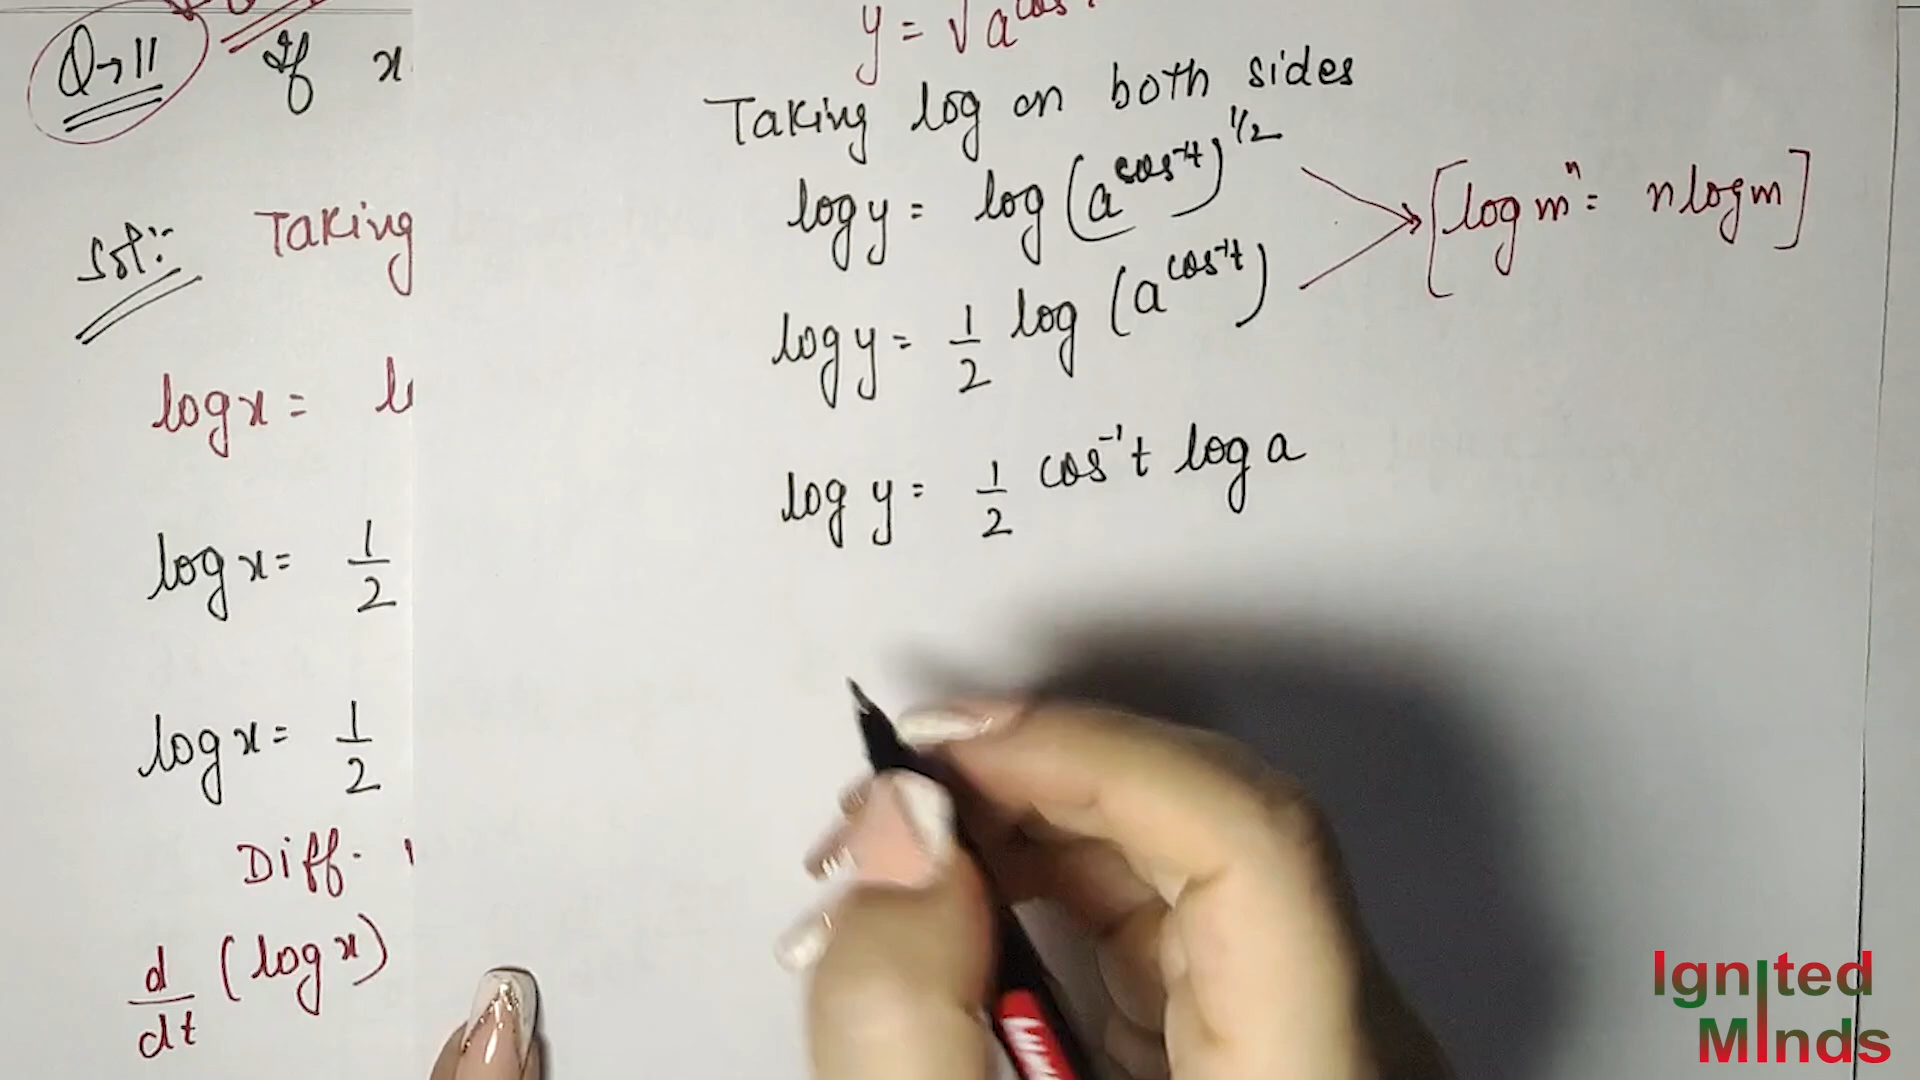 Q→11 If x
Sol:- Taking
log x =
log x = 1/2
log x = 1/2
Diff.
d/dt (log x)
y = √a^cos
Taking log on both sides
log y = log (a^cos⁻¹t)^1/2
[log mⁿ = n log m]
log y = 1/2 log (a^cos⁻¹t)
log y = 1/2 cos⁻¹t log a
Ignited
Minds